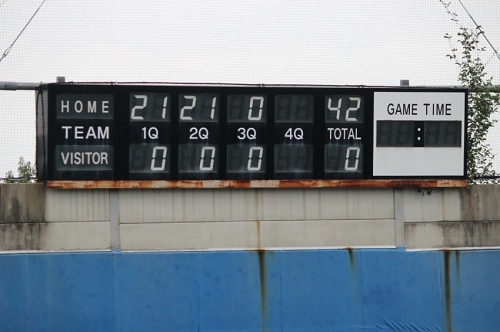 HOME 21 21 0 42 GAME TIME
TEAM 1Q 2Q 3Q 4Q TOTAL :
VISITOR 0 0 0 0